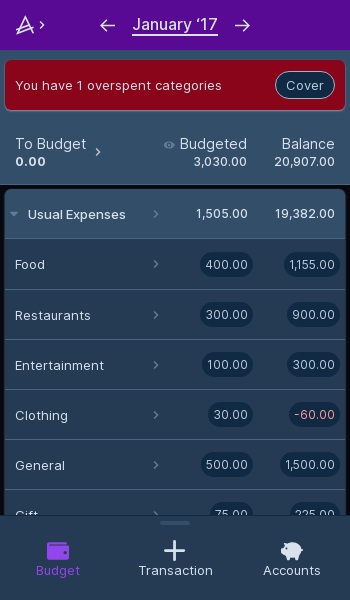 January ‘17
You have 1 overspent categories Cover
To Budget Budgeted Balance
0.00 3,030.00 20,907.00
Usual Expenses 1,505.00 19,382.00
Food 400.00 1,155.00
Restaurants 300.00 900.00
Entertainment 100.00 300.00
Clothing 30.00 -60.00
General 500.00 1,500.00
Gift 75.00 225.00
Budget Transaction Accounts